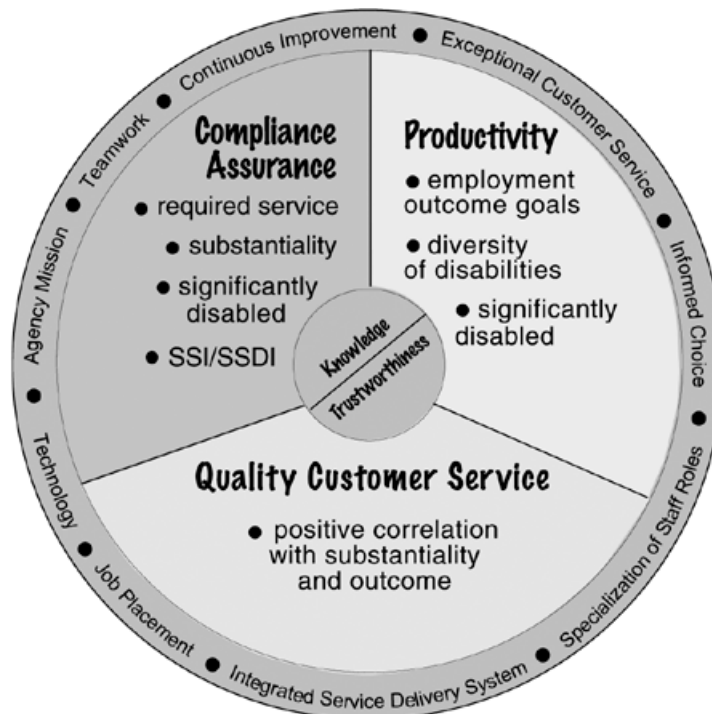 Continuous Improvement
Exceptional Customer Service
Informed Choice
Specialization of Staff Roles
Integrated Service Delivery System
Job Placement
Technology
Agency Mission
Teamwork
Compliance
Assurance
● required service
● substantiality
● significantly
disabled
● SSI/SSDI
Productivity
● employment
outcome goals
● diversity
of disabilities
● significantly
disabled
Knowledge
Trustworthiness
Quality Customer Service
● positive correlation
with substantiality
and outcome